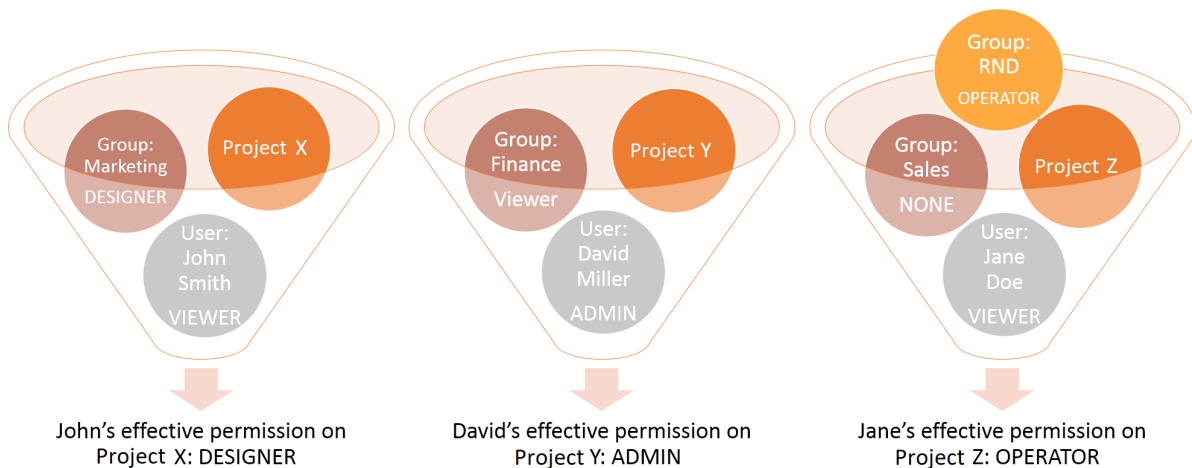 Group:
Marketing
DESIGNER
Project X
User:
John
Smith
VIEWER
John's effective permission on
Project X: DESIGNER
Group:
Finance
Viewer
Project Y
User:
David
Miller
ADMIN
David's effective permission on
Project Y: ADMIN
Group:
RND
OPERATOR
Group:
Sales
NONE
Project Z
User:
Jane
Doe
VIEWER
Jane's effective permission on
Project Z: OPERATOR